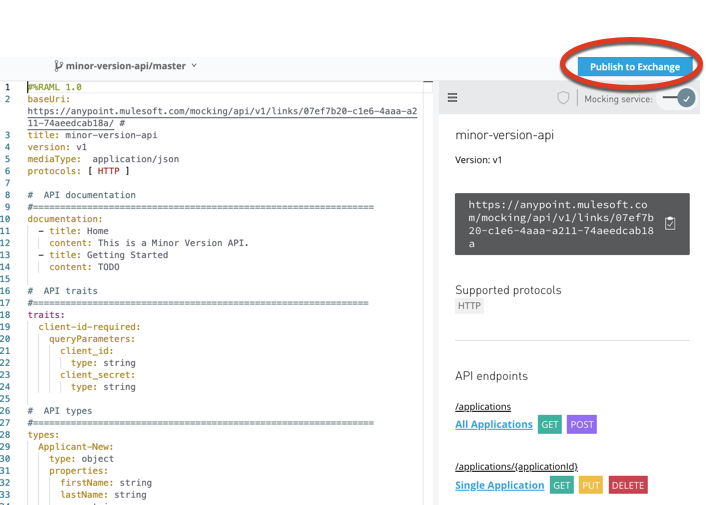 minor-version-api/master
Publish to Exchange
1 #%RAML 1.0
2 baseUri:
https://anypoint.mulesoft.com/mocking/api/v1/links/07ef7b20-c1e6-4aaa-a2
11-74aeedcab18a/ #
3 title: minor-version-api
4 version: v1
5 mediaType:  application/json
6 protocols: [ HTTP ]
7
8 #  API documentation
9 #===============================================================
10 documentation:
11   - title: Home
12     content: This is a Minor Version API.
13   - title: Getting Started
14     content: TODO
15
16 #  API traits
17 #==============================================================
18 traits:
19   client-id-required:
20     queryParameters:
21       client_id:
22         type: string
23       client_secret:
24         type: string
25
26 #  API types
27 #===============================================================
28 types:
29   Applicant-New:
30     type: object
31     properties:
32       firstName: string
33       lastName: string
Mocking service:
minor-version-api
Version: v1
https://anypoint.mulesoft.co
m/mocking/api/v1/links/07ef7b
20-c1e6-4aaa-a211-74aeedcab18
a
Supported protocols
HTTP
API endpoints
/applications
All Applications GET POST
/applications/{applicationId}
Single Application GET PUT DELETE